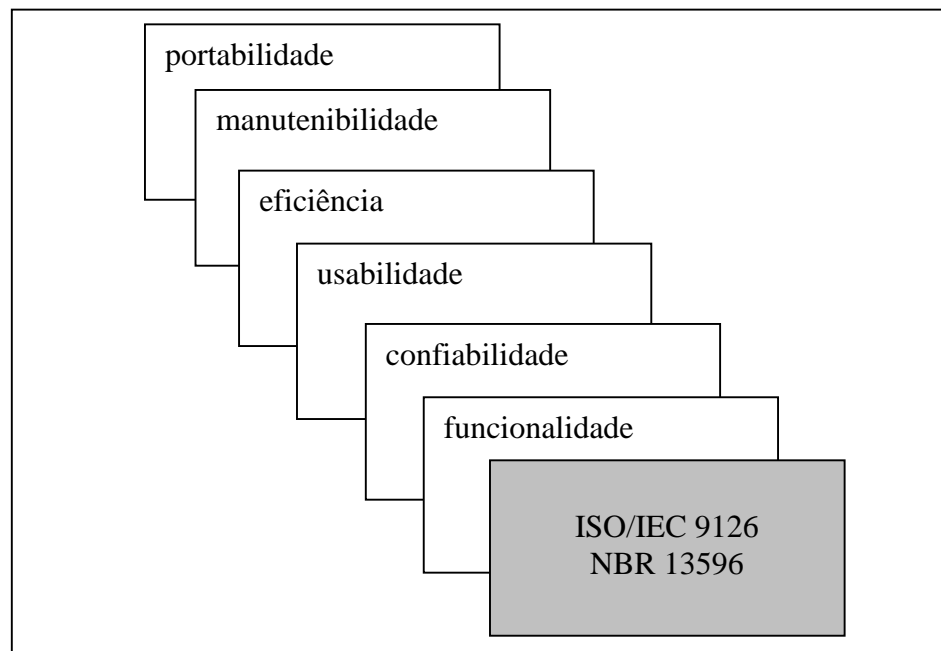 portabilidade
manutenibilidade
eficiência
usabilidade
confiabilidade
funcionalidade
ISO/IEC 9126
NBR 13596